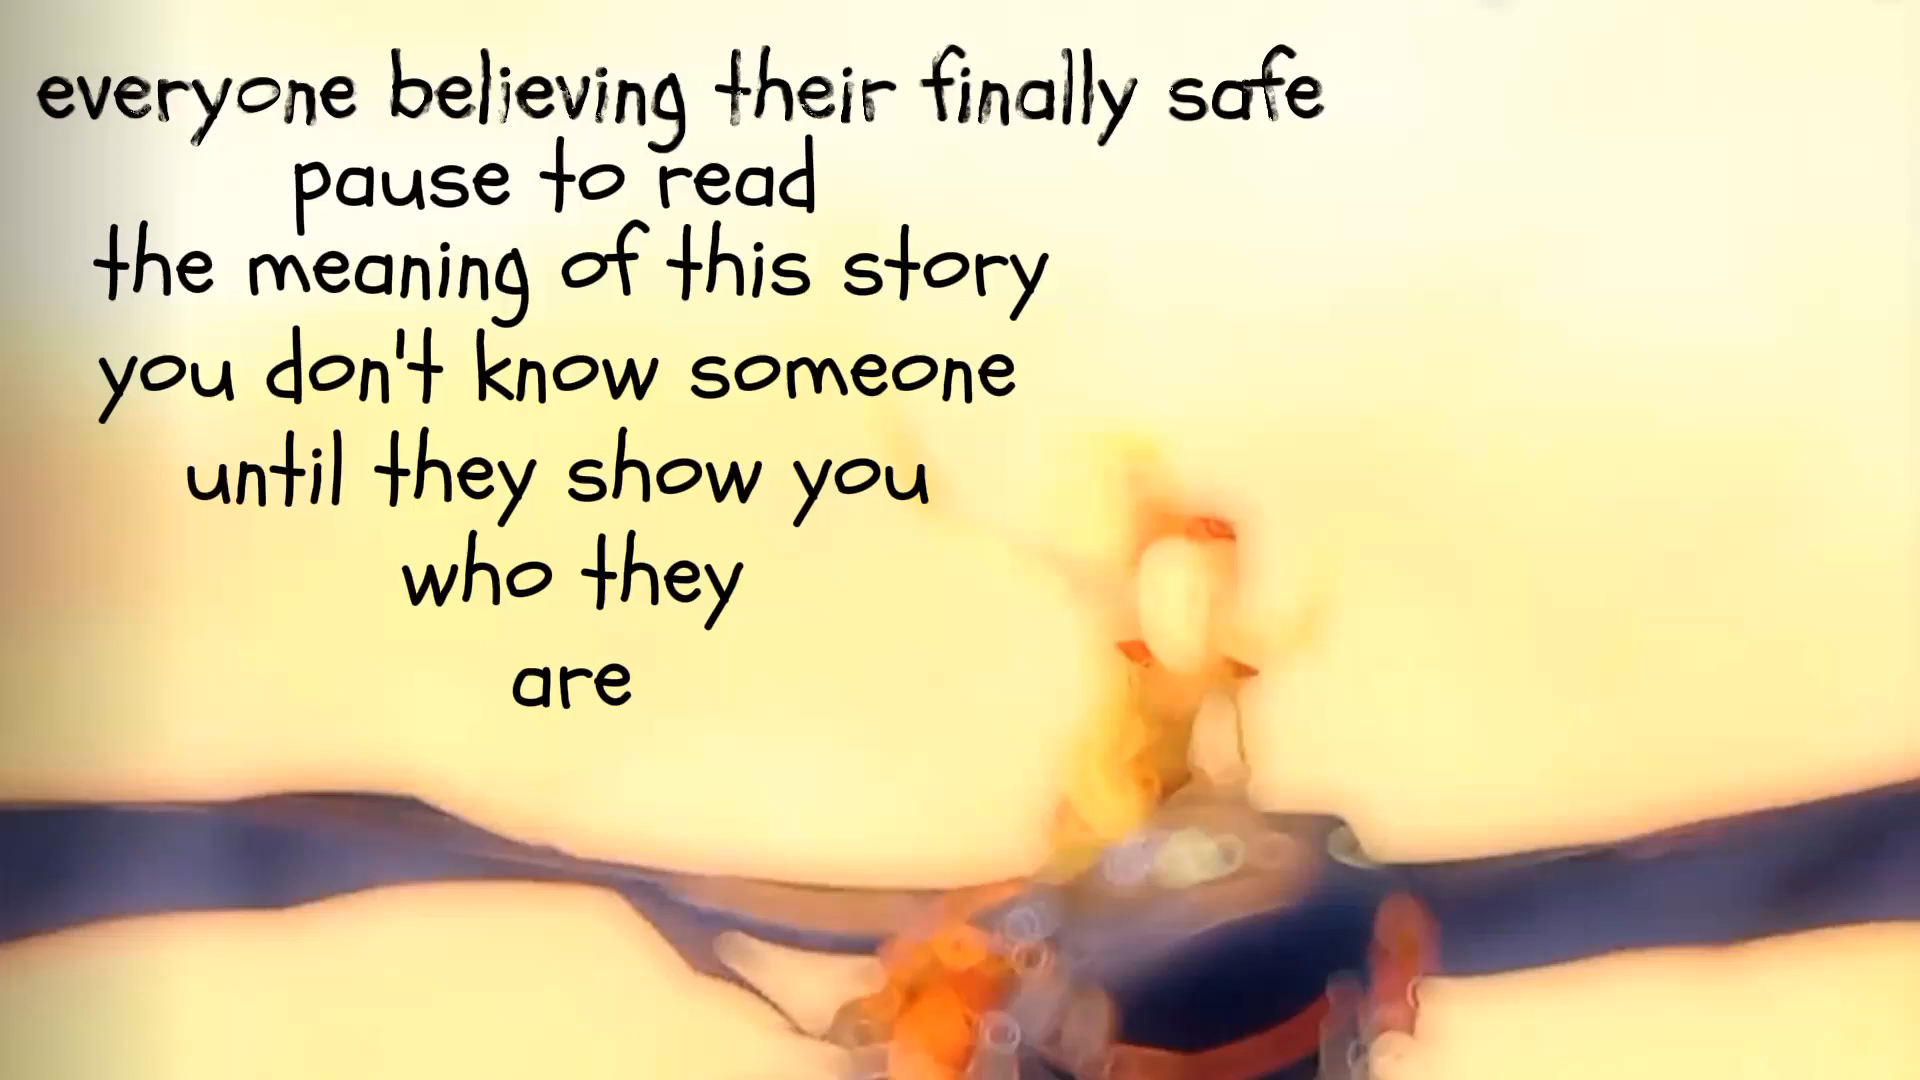 everyone believing their finally safe
pause to read
the meaning of this story
you don't know someone
until they show you
who they
are